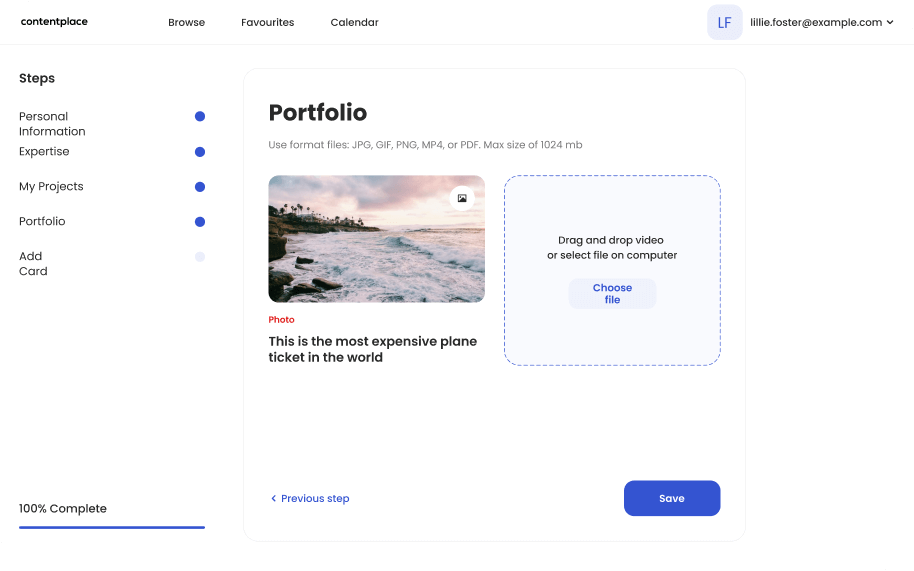 contentplace
Browse
Favourites
Calendar
LF
lillie.foster@example.com
Steps
Personal
Information
Expertise
My Projects
Portfolio
Add
Card
100% Complete
Portfolio
Use format files: JPG, GIF, PNG, MP4, or PDF. Max size of 1024 mb
Photo
This is the most expensive plane
ticket in the world
Drag and drop video
or select file on computer
Choose
file
Previous step
Save